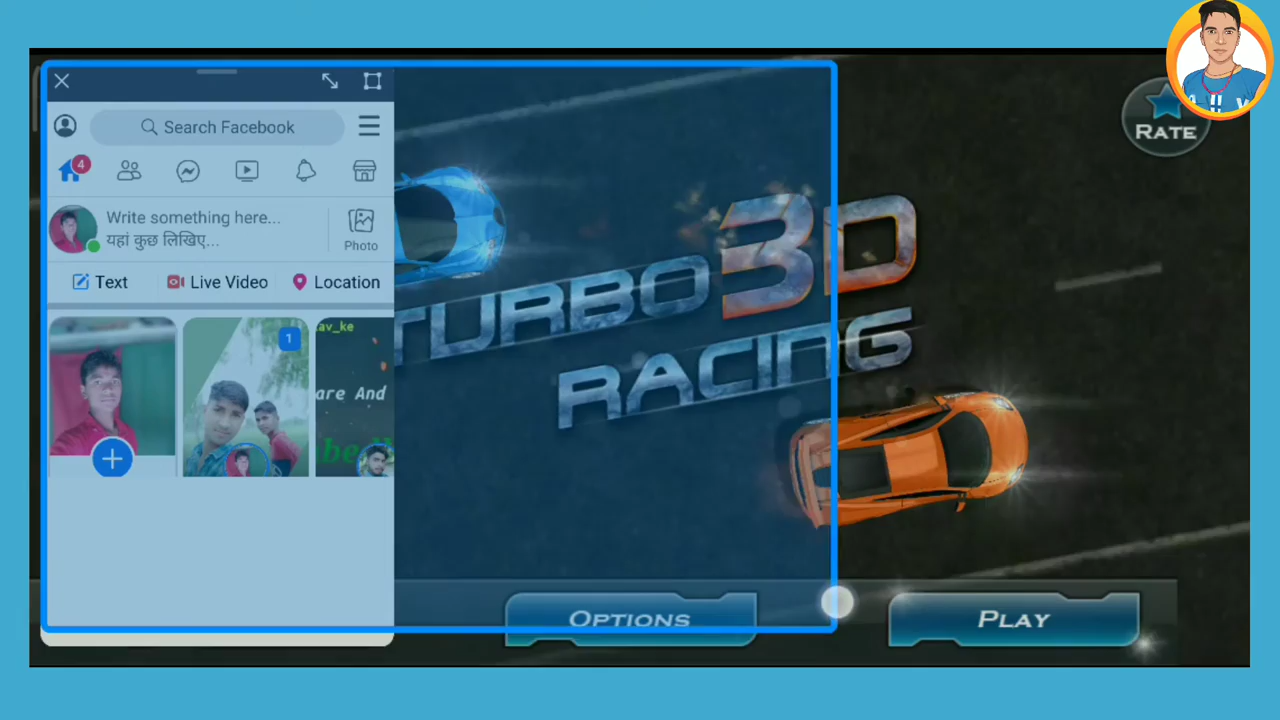 Search Facebook
4
Write something here...
यहां कुछ लिखिए...
Photo
Text
Live Video
Location
1
av_ke
are And
bedh
TURBO 3D
RACING
RATE
OPTIONS
PLAY